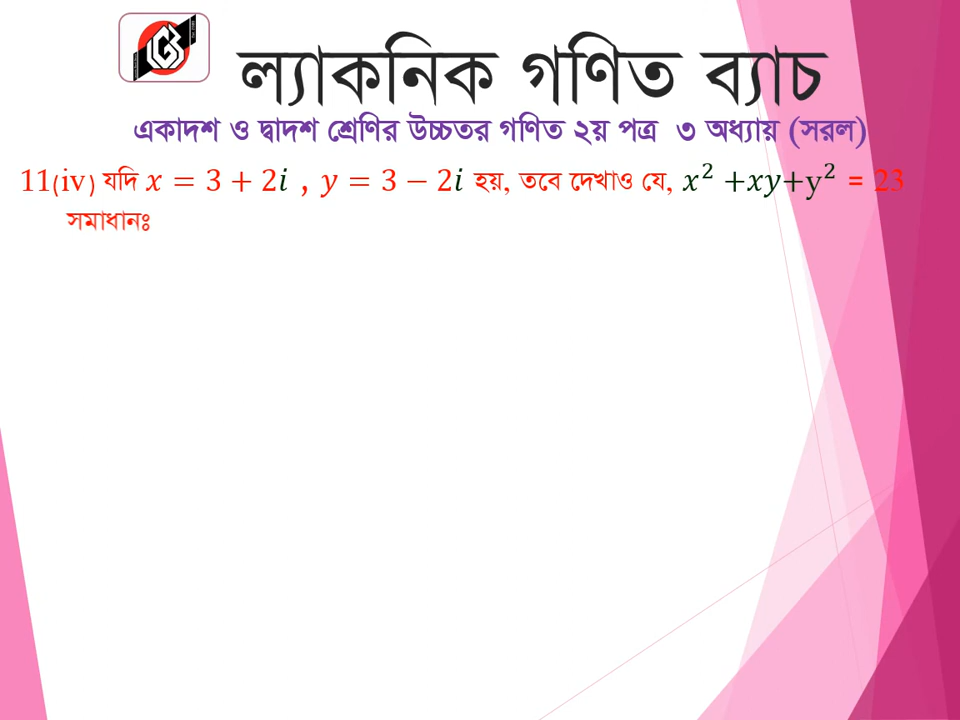 ল্যাকনিক গণিত ব্যাচ
একাদশ ও দ্বাদশ শ্রেণির উচ্চতর গণিত ২য় পত্র ৩ অধ্যায় (সরল)
11(iv) যদি 𝑥 = 3 + 2𝑖 , 𝑦 = 3 − 2𝑖 হয়, তবে দেখাও যে, 𝑥² +𝑥𝑦+y² = 23
সমাধানঃ